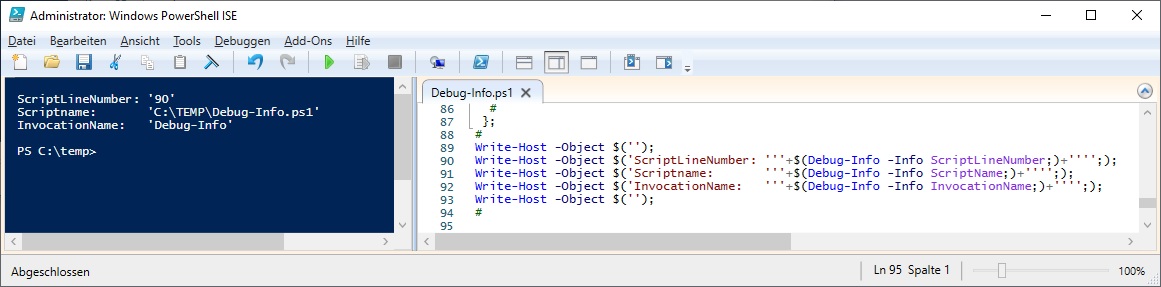 Administrator: Windows PowerShell ISE
Datei Bearbeiten Ansicht Tools Debuggen Add-Ons Hilfe
ScriptLineNumber: '90'
Scriptname:       'C:\TEMP\Debug-Info.ps1'
InvocationName:   'Debug-Info'
PS C:\temp>
Debug-Info.ps1
86 #
87 };
88 #
89 Write-Host -Object $('');
90 Write-Host -Object $('ScriptLineNumber: '''+$(Debug-Info -Info ScriptLineNumber;)+'''';);
91 Write-Host -Object $('Scriptname:       '''+$(Debug-Info -Info ScriptName;)+'''';);
92 Write-Host -Object $('InvocationName:   '''+$(Debug-Info -Info InvocationName;)+'''';);
93 Write-Host -Object $('');
94 #
95
Abgeschlossen
Ln 95 Spalte 1
100%